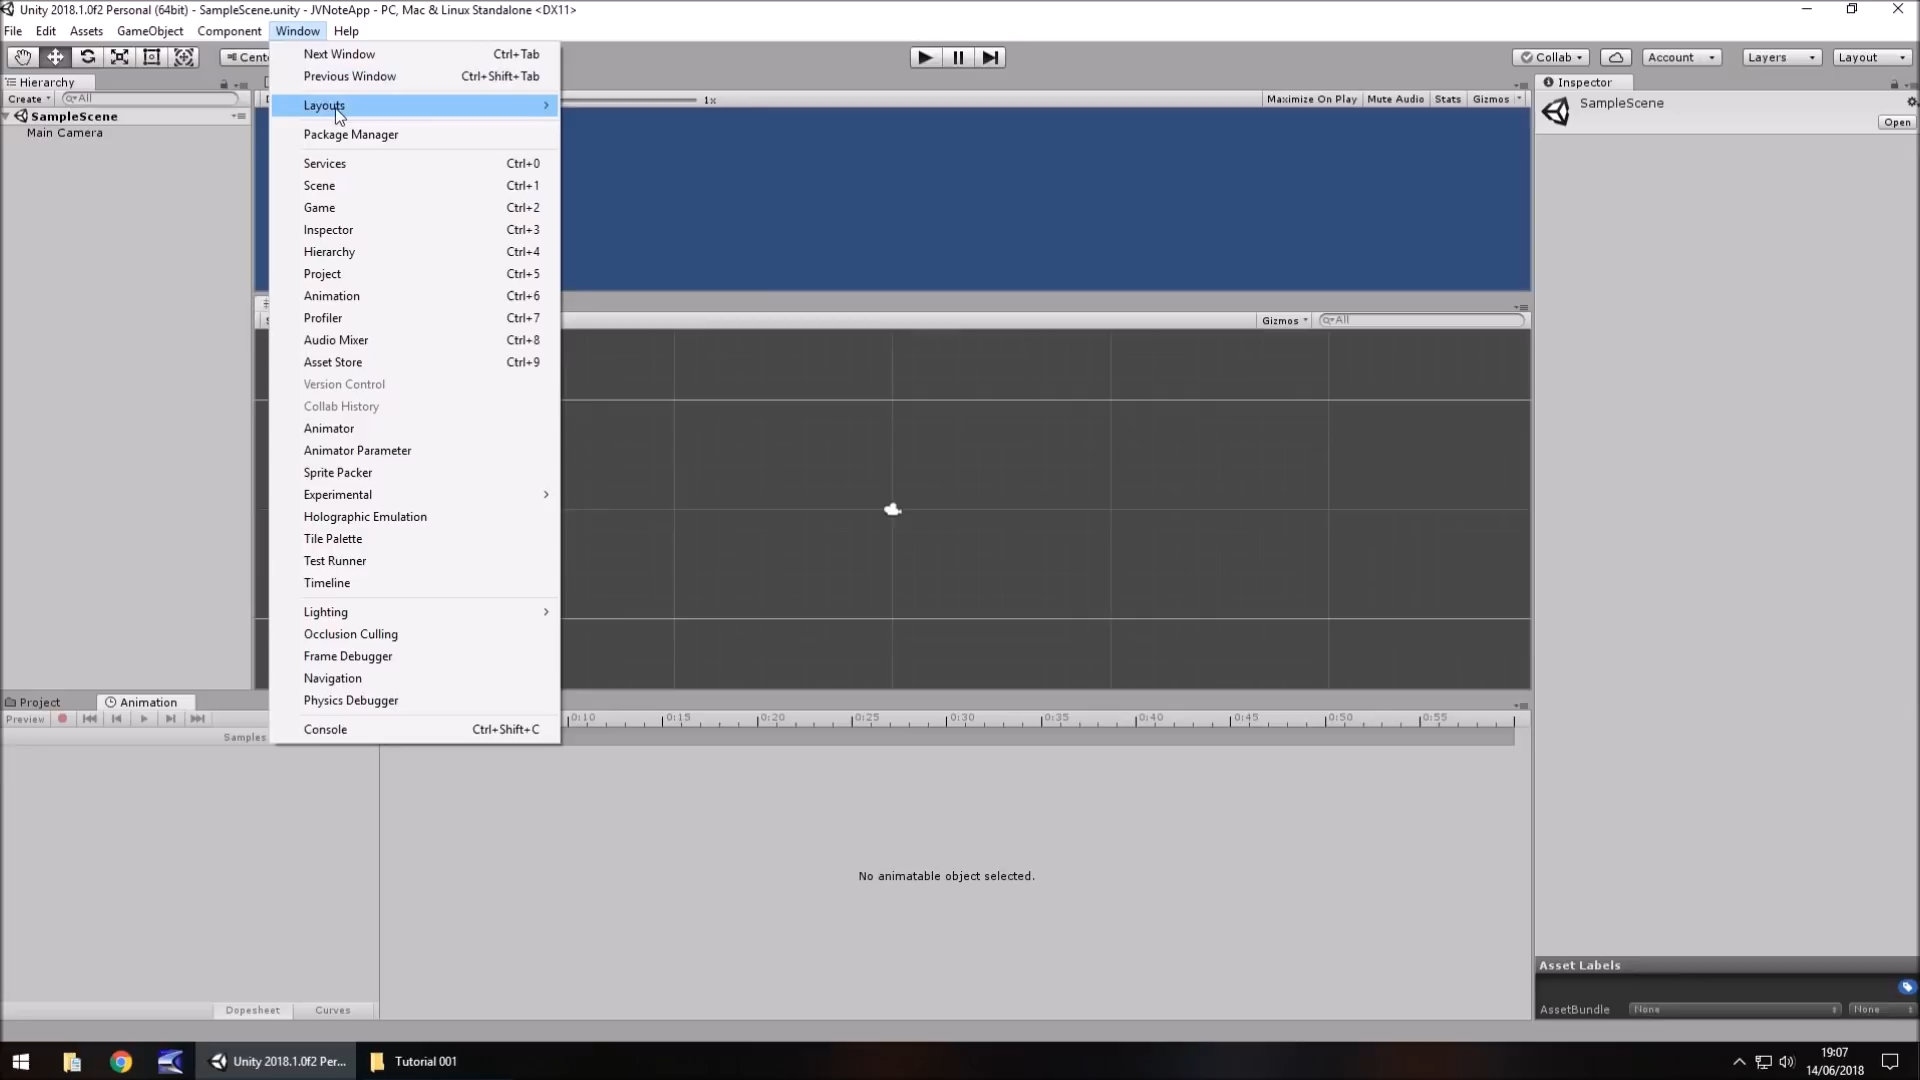 Unity 2018.1.0f2 Personal (64bit) - SampleScene.unity - JVNoteApp - PC, Mac & Linux Standalone <DX11>
File Edit Assets GameObject Component Window Help
Next Window Ctrl+Tab
Previous Window Ctrl+Shift+Tab
Layouts
Package Manager
Services Ctrl+0
Scene Ctrl+1
Game Ctrl+2
Inspector Ctrl+3
Hierarchy Ctrl+4
Project Ctrl+5
Animation Ctrl+6
Profiler Ctrl+7
Audio Mixer Ctrl+8
Asset Store Ctrl+9
Version Control
Collab History
Animator
Animator Parameter
Sprite Packer
Experimental
Holographic Emulation
Tile Palette
Test Runner
Timeline
Lighting
Occlusion Culling
Frame Debugger
Navigation
Physics Debugger
Console Ctrl+Shift+C
Collab Account Layers Layout
Hierarchy
Create All
SampleScene
Main Camera
1x Maximize On Play Mute Audio Stats Gizmos
Gizmos All
Inspector
SampleScene
Open
Project Animation
Preview
Samples
0:10 0:15 0:20 0:25 0:30 0:35 0:40 0:45 0:50 0:55
No animatable object selected.
Dopesheet Curves
Asset Labels
AssetBundle None None
Unity 2018.1.0f2 Per... Tutorial 001
19:07
14/06/2018